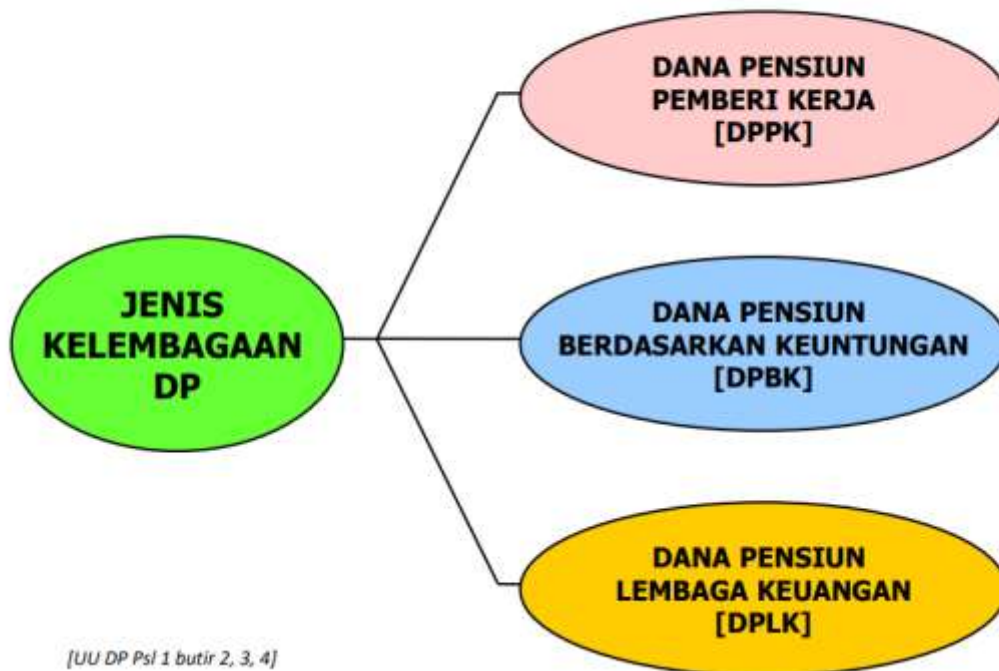 DANA PENSIUN
PEMBERI KERJA
[DPPK]
JENIS
KELEMBAGAAN
DP
DANA PENSIUN
BERDASARKAN KEUNTUNGAN
[DPBK]
DANA PENSIUN
LEMBAGA KEUANGAN
[DPLK]
[UU DP Psl 1 butir 2, 3, 4]